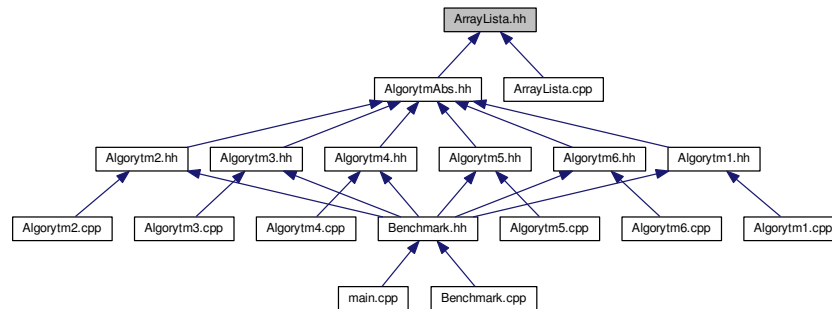 ArrayLista.hh
AlgorytmAbs.hh
ArrayLista.cpp
Algorytm2.hh
Algorytm3.hh
Algorytm4.hh
Algorytm5.hh
Algorytm6.hh
Algorytm1.hh
Algorytm2.cpp
Algorytm3.cpp
Algorytm4.cpp
Benchmark.hh
Algorytm5.cpp
Algorytm6.cpp
Algorytm1.cpp
main.cpp
Benchmark.cpp